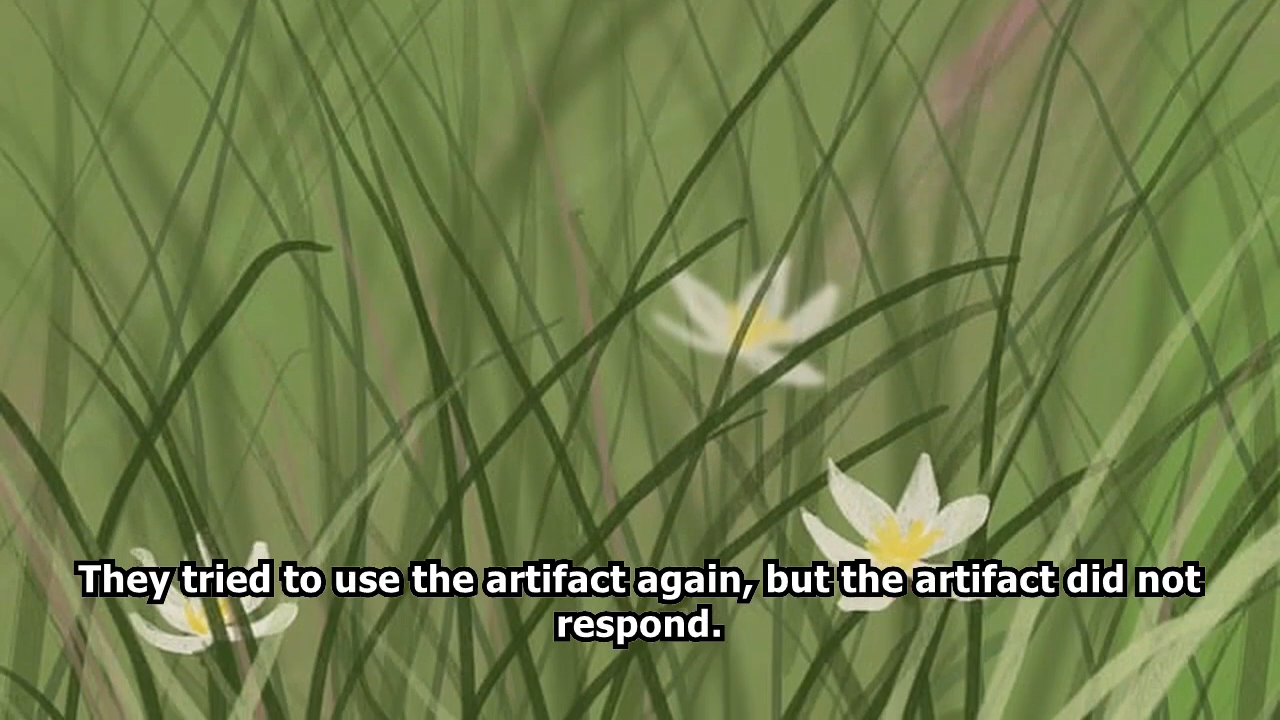 They tried to use the artifact again, but the artifact did not
respond.